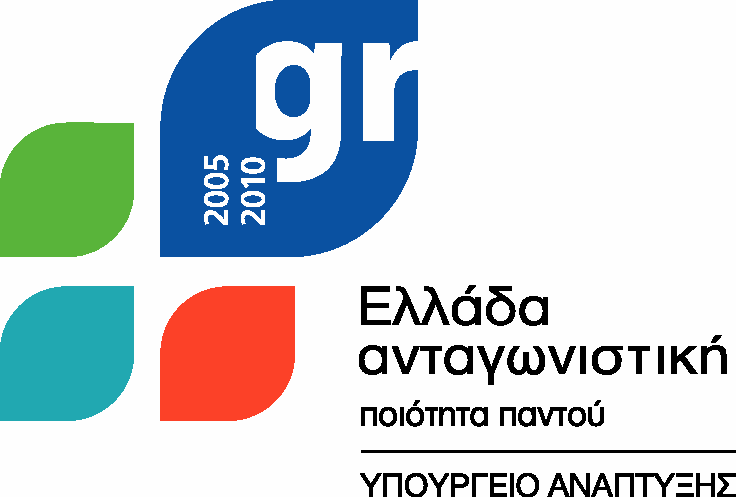 gr
2005
2010
Ελλάδα
ανταγωνιστική
ποιότητα παντού
ΥΠΟΥΡΓΕΙΟ ΑΝΑΠΤΥΞΗΣ